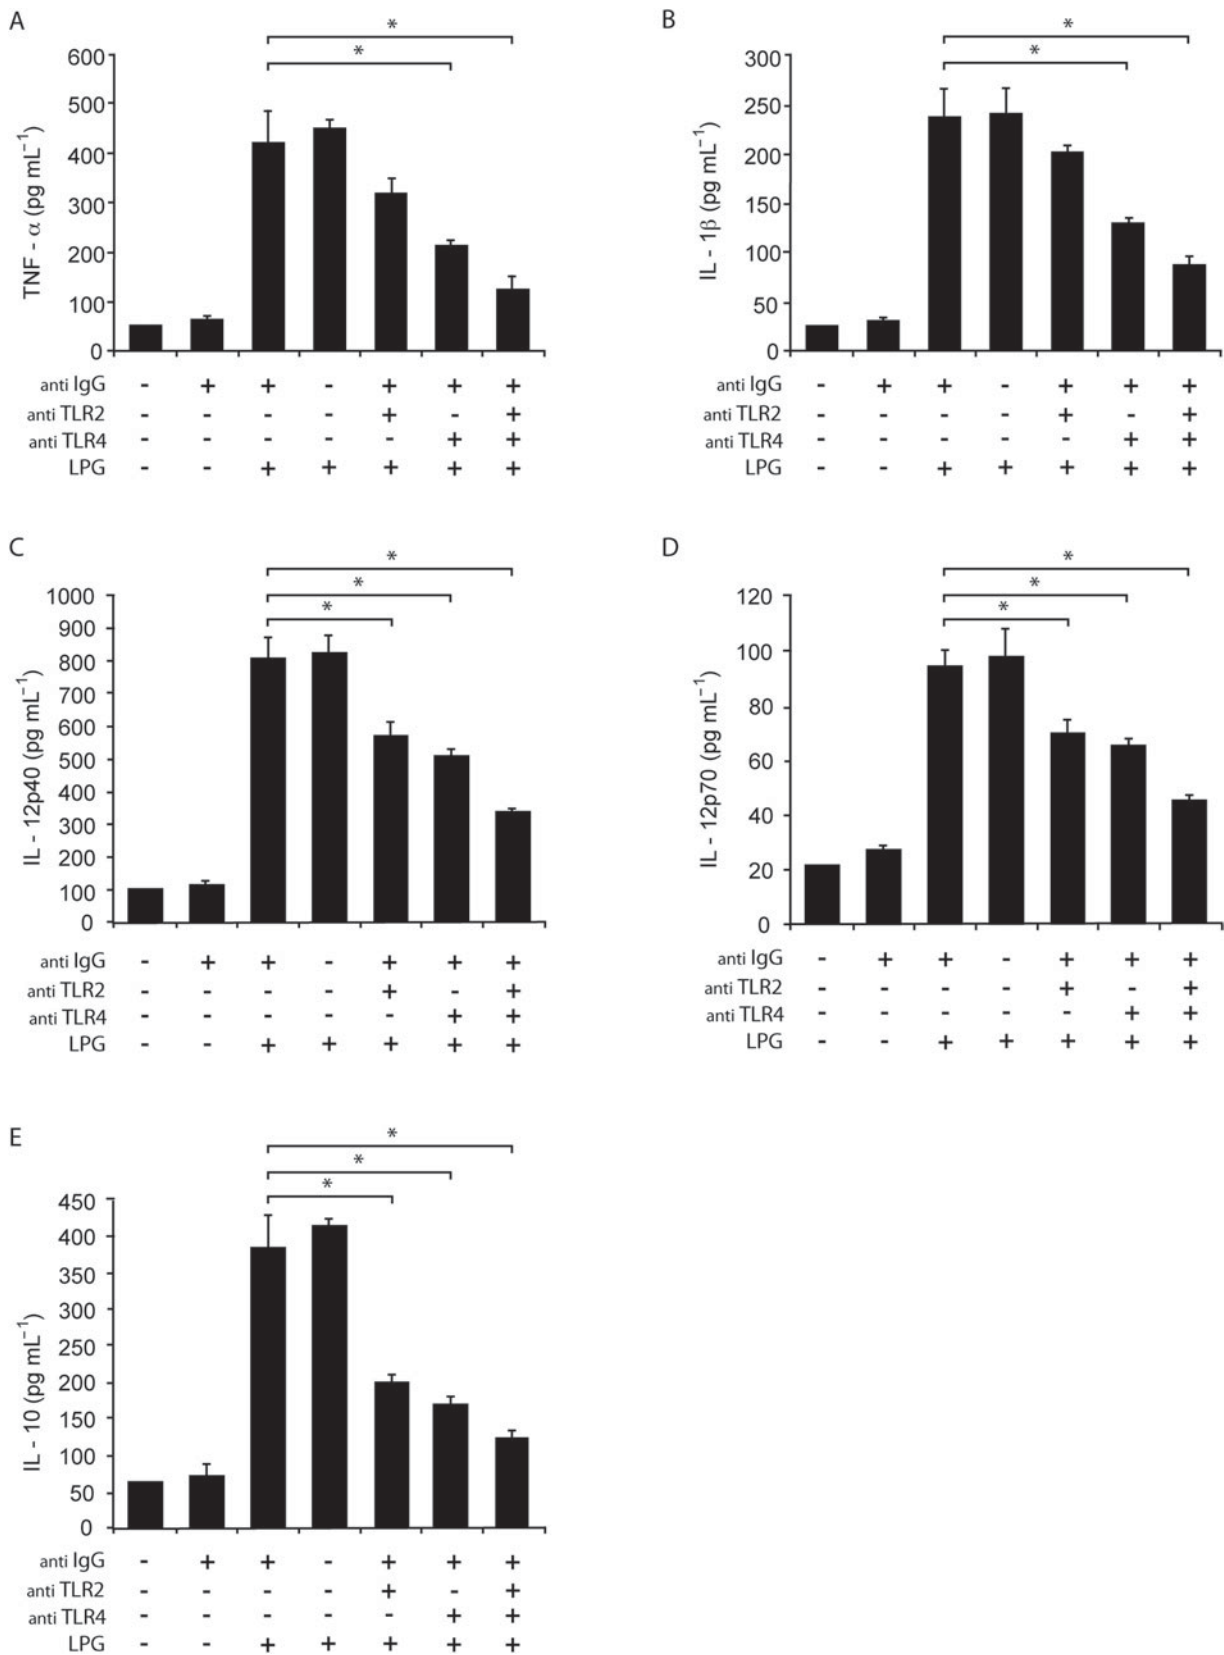 A
*
*
600
500
400
300
200
100
0
TNF - α (pg mL⁻¹)
anti IgG - + + - + + +
anti TLR2 - - - - + - +
anti TLR4 - - - - - + +
LPG - - + + + + +
B
*
*
300
250
200
150
100
50
0
IL - 1β (pg mL⁻¹)
anti IgG - + + - + + +
anti TLR2 - - - - + - +
anti TLR4 - - - - - + +
LPG - - + + + + +
C
*
*
*
1000
900
800
700
600
500
400
300
200
100
0
IL - 12p40 (pg mL⁻¹)
anti IgG - + + - + + +
anti TLR2 - - - - + - +
anti TLR4 - - - - - + +
LPG - - + + + + +
D
*
*
*
120
100
80
60
40
20
0
IL - 12p70 (pg mL⁻¹)
anti IgG - + + - + + +
anti TLR2 - - - - + - +
anti TLR4 - - - - - + +
LPG - - + + + + +
E
*
*
*
450
400
350
300
250
200
150
100
50
0
IL - 10 (pg mL⁻¹)
anti IgG - + + - + + +
anti TLR2 - - - - + - +
anti TLR4 - - - - - + +
LPG - - + + + + +